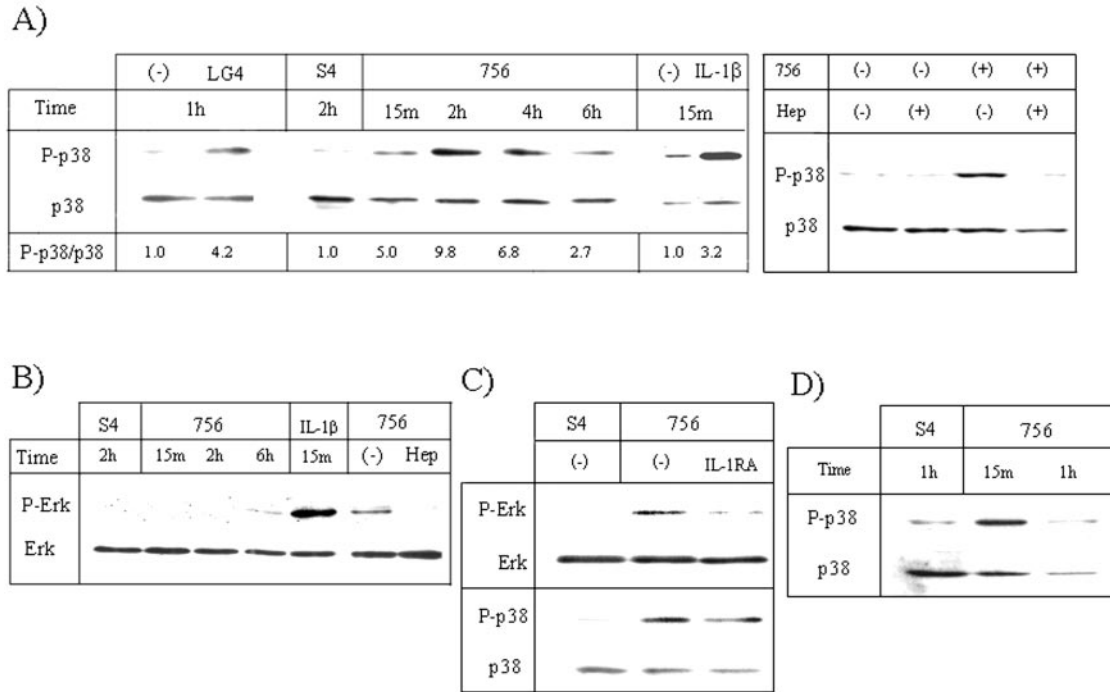 A)
(-) LG4 S4 756 (-) IL-1β
Time 1h 2h 15m 2h 4h 6h 15m
P-p38
p38
P-p38/p38 1.0 4.2 1.0 5.0 9.8 6.8 2.7 1.0 3.2
756 (-) (-) (+) (+)
Hep (-) (+) (-) (+)
P-p38
p38
B)
S4 756 IL-1β 756
Time 2h 15m 2h 6h 15m (-) Hep
P-Erk
Erk
C)
S4 756
(-) (-) IL-1RA
P-Erk
Erk
P-p38
p38
D)
S4 756
Time 1h 15m 1h
P-p38
p38